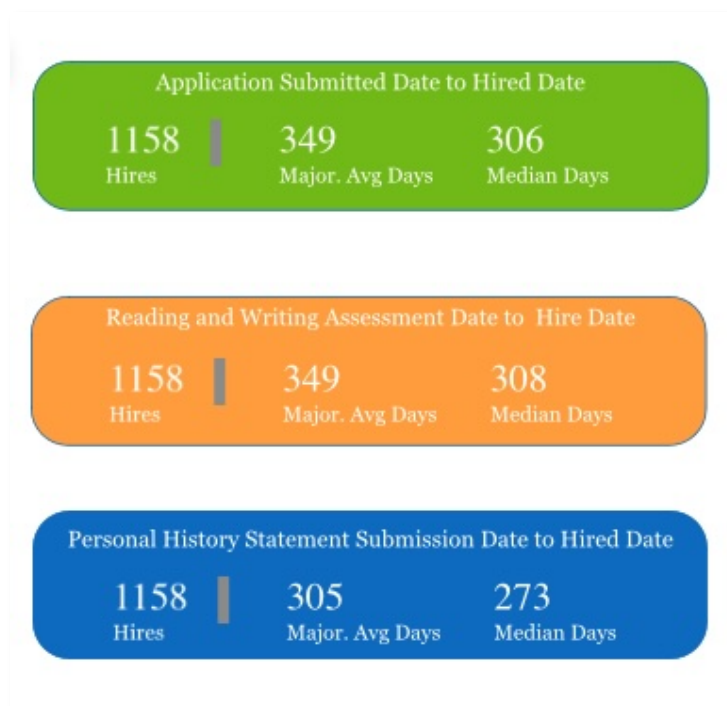 Application Submitted Date to Hired Date
1158 349 306
Hires Major. Avg Days Median Days
Reading and Writing Assessment Date to Hire Date
1158 349 308
Hires Major. Avg Days Median Days
Personal History Statement Submission Date to Hired Date
1158 305 273
Hires Major. Avg Days Median Days